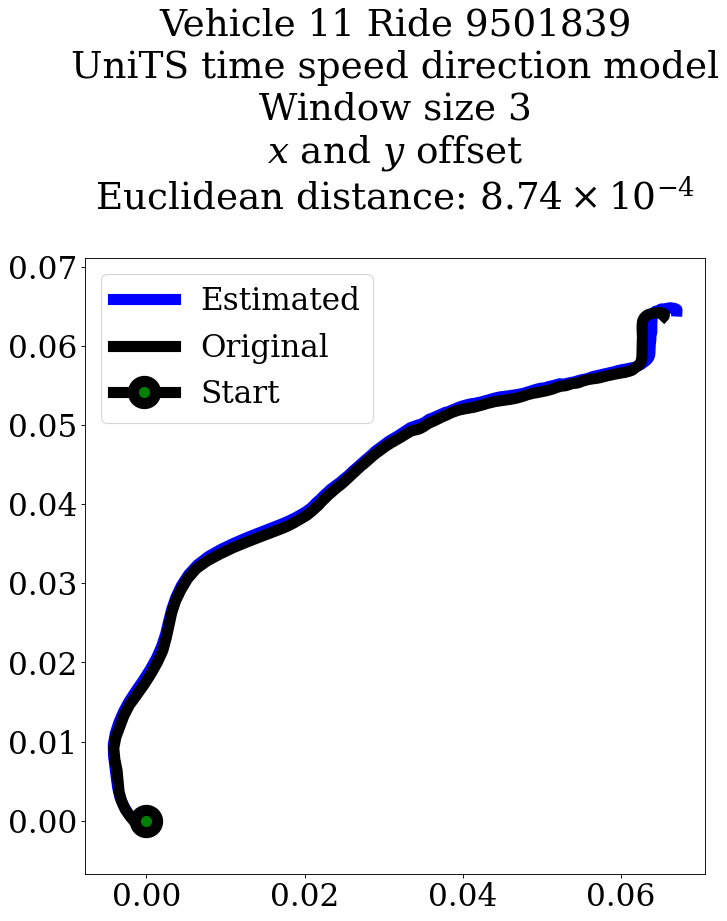 Vehicle 11 Ride 9501839
UniTS time speed direction model
Window size 3
x and y offset
Euclidean distance: 8.74 × 10⁻⁴
0.07
0.06
0.05
0.04
0.03
0.02
0.01
0.00
Estimated
Original
Start
0.00 0.02 0.04 0.06